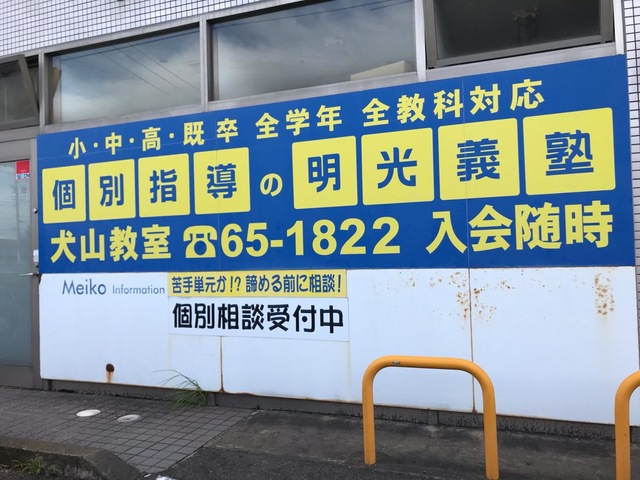 小・中・高・既卒 全学年 全教科対応
個別指導の明光義塾
犬山教室 ☎65-1822 入会随時
Meiko Information
苦手単元が!? 諦める前に相談!
個別相談受付中